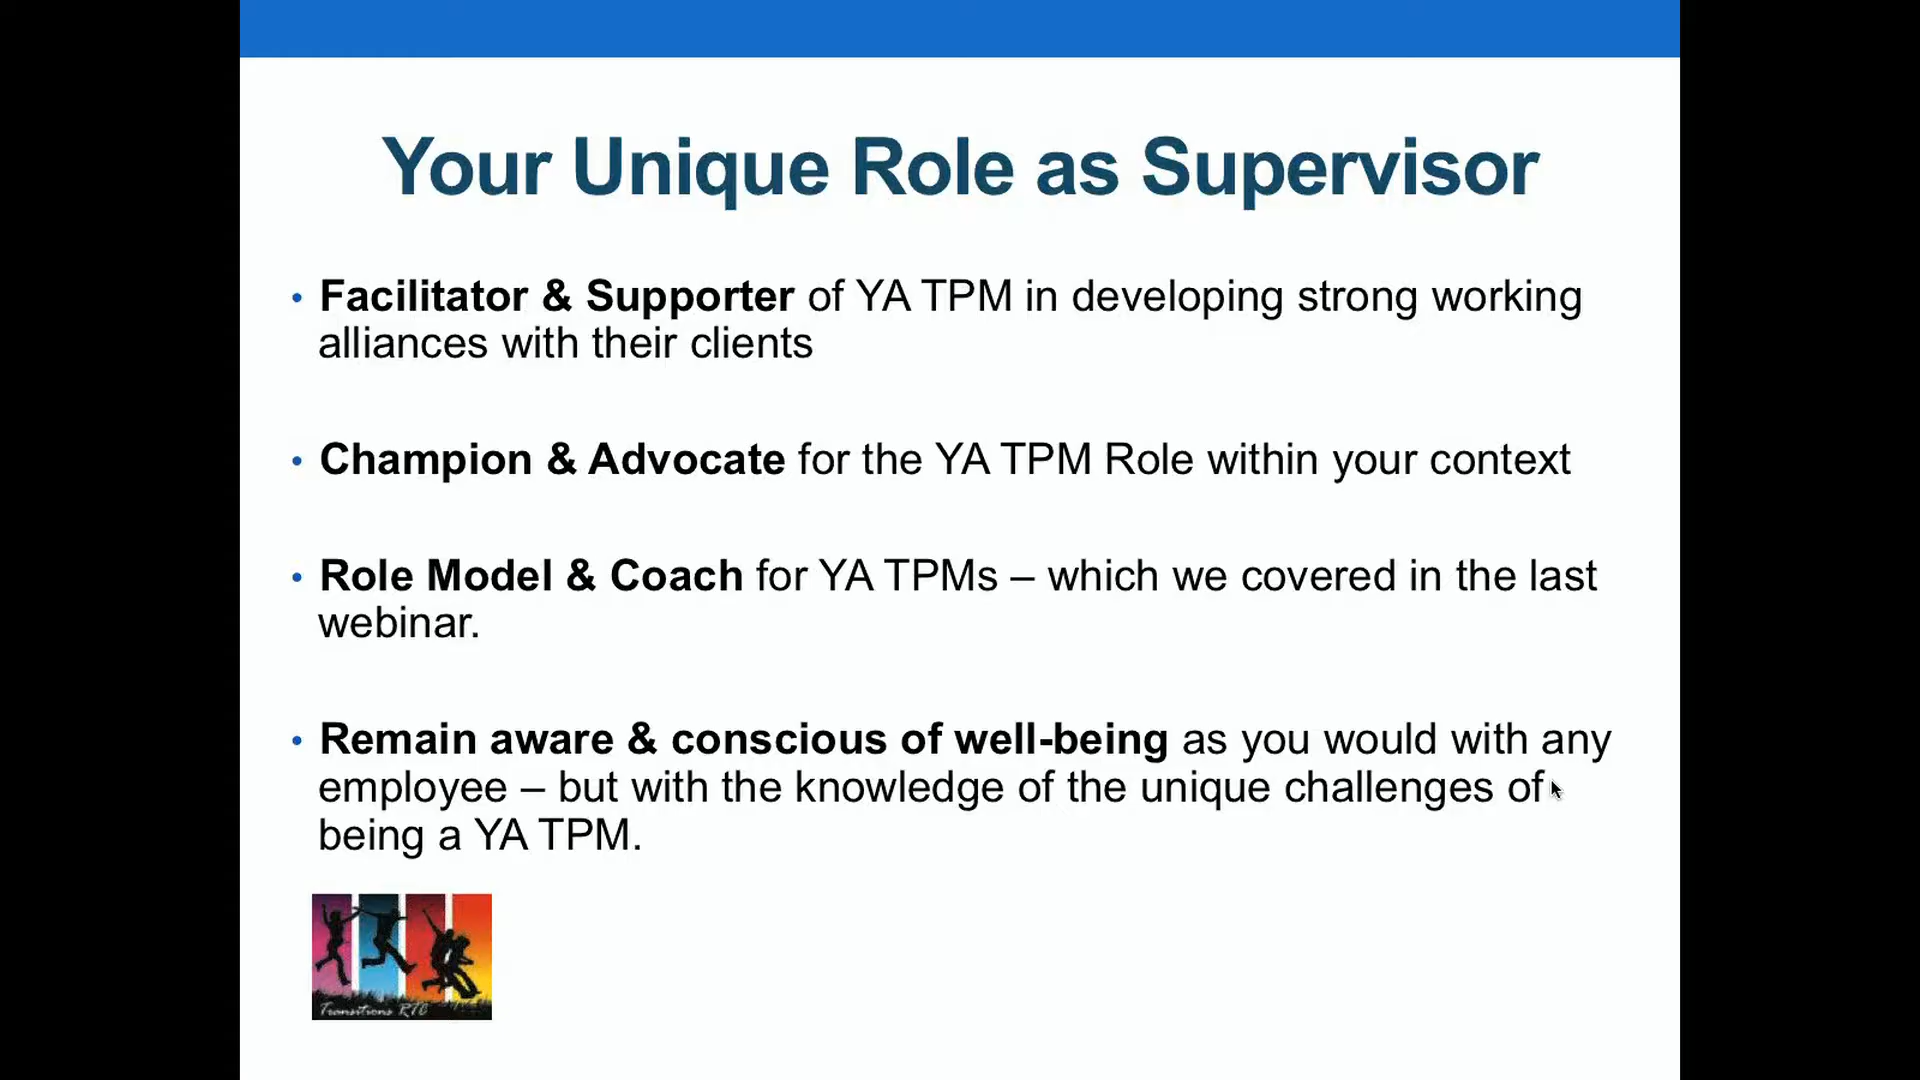 Your Unique Role as Supervisor
• Facilitator & Supporter of YA TPM in developing strong working
alliances with their clients
• Champion & Advocate for the YA TPM Role within your context
• Role Model & Coach for YA TPMs – which we covered in the last
webinar.
• Remain aware & conscious of well-being as you would with any
employee – but with the knowledge of the unique challenges of
being a YA TPM.
Transitions RTC